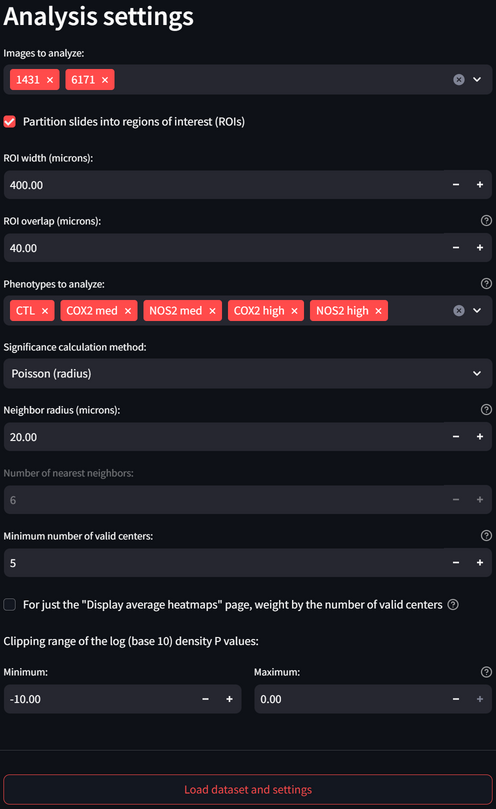 Analysis settings
Images to analyze:
1431 × 6171 ×
Partition slides into regions of interest (ROIs)
ROI width (microns):
400.00
ROI overlap (microns):
40.00
Phenotypes to analyze:
CTL × COX2 med × NOS2 med × COX2 high × NOS2 high ×
Significance calculation method:
Poisson (radius)
Neighbor radius (microns):
20.00
Number of nearest neighbors:
6
Minimum number of valid centers:
5
For just the "Display average heatmaps" page, weight by the number of valid centers
Clipping range of the log (base 10) density P values:
Minimum: Maximum:
-10.00 0.00
Load dataset and settings